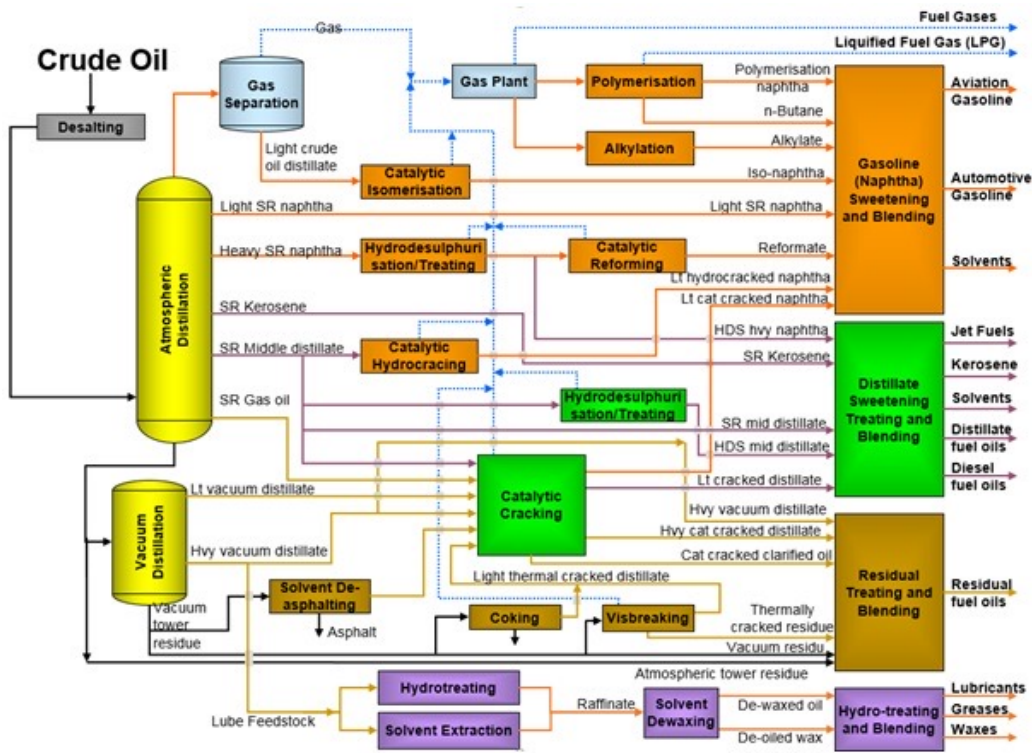 Fuel Gases
Gas
Liquified Fuel Gas (LPG)
Crude Oil
Gas
Separation
Gas Plant
Polymerisation
Polymerisation
naphtha
Aviation
Gasoline
n-Butane
Desalting
Light crude
oil distillate
Alkylation
Alkylate
Catalytic
Isomerisation
Iso-naphtha
Gasoline
(Naphtha)
Sweetening
and Blending
Automotive
Gasoline
Light SR naphtha
Light SR naphtha
Heavy SR naphtha
Hydrodesulphuri
sation/Treating
Catalytic
Reforming
Reformate
Solvents
Lt hydrocracked naphtha
Lt cat cracked naphtha
Atmospheric
Distillation
SR Kerosene
HDS hvy naphtha
Jet Fuels
SR Middle distillate
Catalytic
Hydrocracing
SR Kerosene
Kerosene
SR Gas oil
Hydrodesulphuri
sation/Treating
Distillate
Sweetening
Treating and
Blending
Solvents
SR mid distillate
Distillate
fuel oils
HDS mid distillate
Diesel
fuel oils
Catalytic
Cracking
Lt cracked distillate
Lt vacuum distillate
Hvy vacuum distillate
Vacuum
Distillation
Hvy cat cracked distillate
Hvy vacuum distillate
Cat cracked clarified oil
Light thermal cracked distillate
Solvent De-
asphalting
Residual
Treating and
Blending
Residual
fuel oils
Vacuum
tower
residue
Asphalt
Coking
Visbreaking
Thermally
cracked residue
Vacuum residu
Atmospheric tower residue
Hydrotreating
Lube Feedstock
Solvent Extraction
Raffinate
Solvent
Dewaxing
De-waxed oil
De-oiled wax
Hydro-treating
and Blending
Lubricants
Greases
Waxes